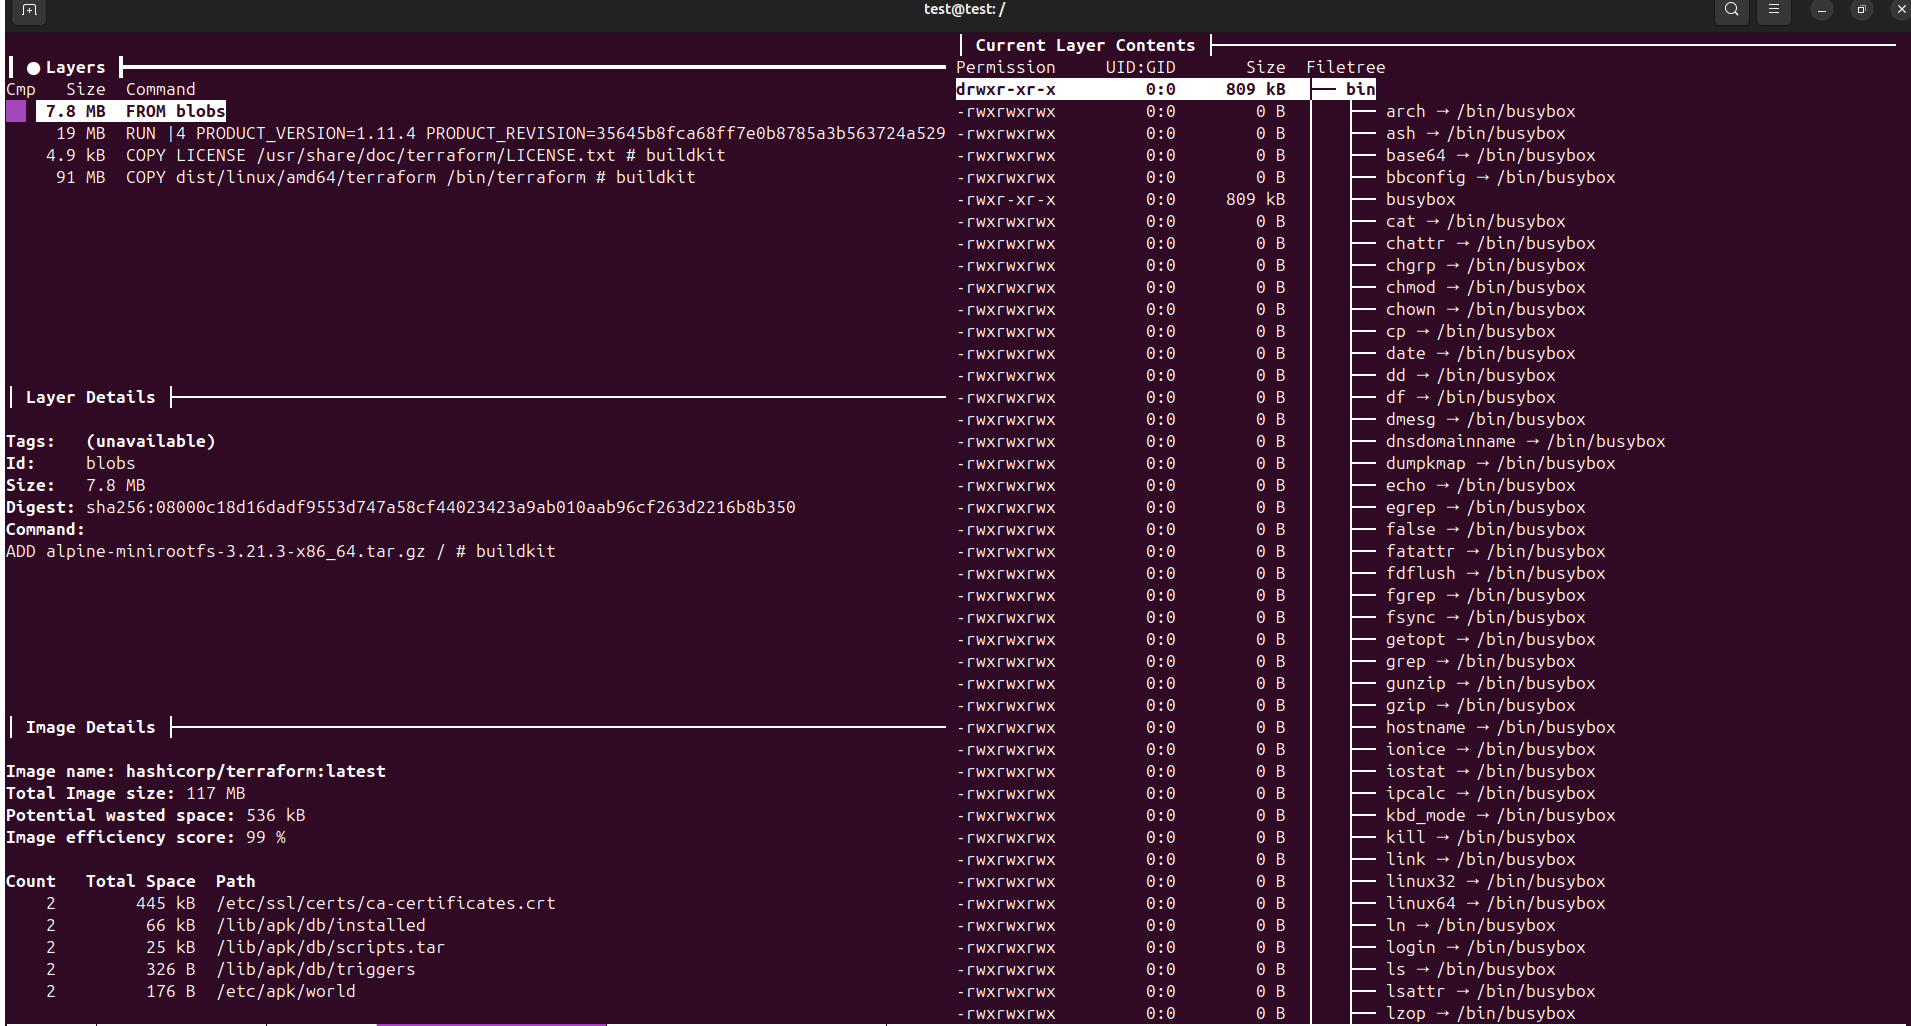 test@test: /
● Layers
Cmp Size Command
7.8 MB FROM blobs
19 MB RUN |4 PRODUCT_VERSION=1.11.4 PRODUCT_REVISION=35645b8fca68ff7e0b8785a3b563724a529
4.9 kB COPY LICENSE /usr/share/doc/terraform/LICENSE.txt # buildkit
91 MB COPY dist/linux/amd64/terraform /bin/terraform # buildkit
Layer Details
Tags: (unavailable)
Id: blobs
Size: 7.8 MB
Digest: sha256:08000c18d16dadf9553d747a58cf44023423a9ab010aab96cf263d2216b8b350
Command:
ADD alpine-minirootfs-3.21.3-x86_64.tar.gz / # buildkit
Image Details
Image name: hashicorp/terraform:latest
Total Image size: 117 MB
Potential wasted space: 536 kB
Image efficiency score: 99 %
Count Total Space Path
2 445 kB /etc/ssl/certs/ca-certificates.crt
2 66 kB /lib/apk/db/installed
2 25 kB /lib/apk/db/scripts.tar
2 326 B /lib/apk/db/triggers
2 176 B /etc/apk/world
Current Layer Contents
Permission UID:GID Size Filetree
drwxr-xr-x 0:0 809 kB bin
-rwxrwxrwx 0:0 0 B arch → /bin/busybox
-rwxrwxrwx 0:0 0 B ash → /bin/busybox
-rwxrwxrwx 0:0 0 B base64 → /bin/busybox
-rwxrwxrwx 0:0 0 B bbconfig → /bin/busybox
-rwxr-xr-x 0:0 809 kB busybox
-rwxrwxrwx 0:0 0 B cat → /bin/busybox
-rwxrwxrwx 0:0 0 B chattr → /bin/busybox
-rwxrwxrwx 0:0 0 B chgrp → /bin/busybox
-rwxrwxrwx 0:0 0 B chmod → /bin/busybox
-rwxrwxrwx 0:0 0 B chown → /bin/busybox
-rwxrwxrwx 0:0 0 B cp → /bin/busybox
-rwxrwxrwx 0:0 0 B date → /bin/busybox
-rwxrwxrwx 0:0 0 B dd → /bin/busybox
-rwxrwxrwx 0:0 0 B df → /bin/busybox
-rwxrwxrwx 0:0 0 B dmesg → /bin/busybox
-rwxrwxrwx 0:0 0 B dnsdomainname → /bin/busybox
-rwxrwxrwx 0:0 0 B dumpkmap → /bin/busybox
-rwxrwxrwx 0:0 0 B echo → /bin/busybox
-rwxrwxrwx 0:0 0 B egrep → /bin/busybox
-rwxrwxrwx 0:0 0 B false → /bin/busybox
-rwxrwxrwx 0:0 0 B fatattr → /bin/busybox
-rwxrwxrwx 0:0 0 B fdflush → /bin/busybox
-rwxrwxrwx 0:0 0 B fgrep → /bin/busybox
-rwxrwxrwx 0:0 0 B fsync → /bin/busybox
-rwxrwxrwx 0:0 0 B getopt → /bin/busybox
-rwxrwxrwx 0:0 0 B grep → /bin/busybox
-rwxrwxrwx 0:0 0 B gunzip → /bin/busybox
-rwxrwxrwx 0:0 0 B gzip → /bin/busybox
-rwxrwxrwx 0:0 0 B hostname → /bin/busybox
-rwxrwxrwx 0:0 0 B ionice → /bin/busybox
-rwxrwxrwx 0:0 0 B iostat → /bin/busybox
-rwxrwxrwx 0:0 0 B ipcalc → /bin/busybox
-rwxrwxrwx 0:0 0 B kbd_mode → /bin/busybox
-rwxrwxrwx 0:0 0 B kill → /bin/busybox
-rwxrwxrwx 0:0 0 B link → /bin/busybox
-rwxrwxrwx 0:0 0 B linux32 → /bin/busybox
-rwxrwxrwx 0:0 0 B linux64 → /bin/busybox
-rwxrwxrwx 0:0 0 B ln → /bin/busybox
-rwxrwxrwx 0:0 0 B login → /bin/busybox
-rwxrwxrwx 0:0 0 B ls → /bin/busybox
-rwxrwxrwx 0:0 0 B lsattr → /bin/busybox
-rwxrwxrwx 0:0 0 B lzop → /bin/busybox